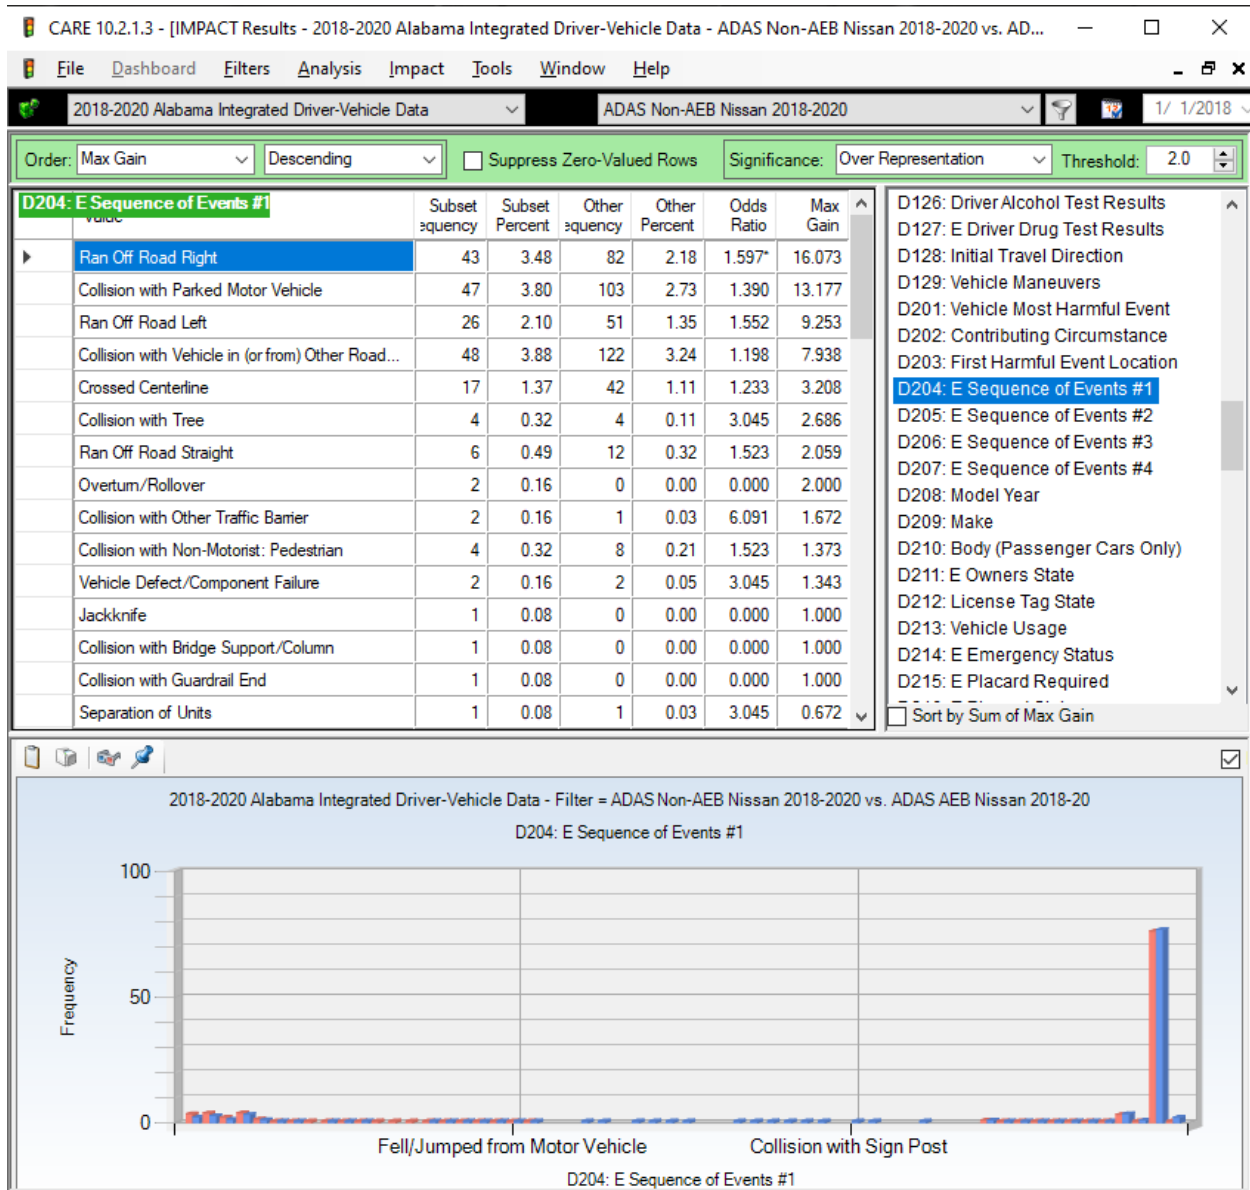 CARE 10.2.1.3 - [IMPACT Results - 2018-2020 Alabama Integrated Driver-Vehicle Data - ADAS Non-AEB Nissan 2018-2020 vs. AD...
File Dashboard Filters Analysis Impact Tools Window Help
2018-2020 Alabama Integrated Driver-Vehicle Data ADAS Non-AEB Nissan 2018-2020 1/ 1/2018
Order: Max Gain Descending Suppress Zero-Valued Rows Significance: Over Representation Threshold: 2.0
D204: E Sequence of Events #1
Subset Subset Other Other Odds Max
equency Percent equency Percent Ratio Gain
Ran Off Road Right 43 3.48 82 2.18 1.597* 16.073
Collision with Parked Motor Vehicle 47 3.80 103 2.73 1.390 13.177
Ran Off Road Left 26 2.10 51 1.35 1.552 9.253
Collision with Vehicle in (or from) Other Road... 48 3.88 122 3.24 1.198 7.938
Crossed Centerline 17 1.37 42 1.11 1.233 3.208
Collision with Tree 4 0.32 4 0.11 3.045 2.686
Ran Off Road Straight 6 0.49 12 0.32 1.523 2.059
Overturn/Rollover 2 0.16 0 0.00 0.000 2.000
Collision with Other Traffic Barrier 2 0.16 1 0.03 6.091 1.672
Collision with Non-Motorist: Pedestrian 4 0.32 8 0.21 1.523 1.373
Vehicle Defect/Component Failure 2 0.16 2 0.05 3.045 1.343
Jackknife 1 0.08 0 0.00 0.000 1.000
Collision with Bridge Support/Column 1 0.08 0 0.00 0.000 1.000
Collision with Guardrail End 1 0.08 0 0.00 0.000 1.000
Separation of Units 1 0.08 1 0.03 3.045 0.672
D126: Driver Alcohol Test Results
D127: E Driver Drug Test Results
D128: Initial Travel Direction
D129: Vehicle Maneuvers
D201: Vehicle Most Harmful Event
D202: Contributing Circumstance
D203: First Harmful Event Location
D204: E Sequence of Events #1
D205: E Sequence of Events #2
D206: E Sequence of Events #3
D207: E Sequence of Events #4
D208: Model Year
D209: Make
D210: Body (Passenger Cars Only)
D211: E Owners State
D212: License Tag State
D213: Vehicle Usage
D214: E Emergency Status
D215: E Placard Required
Sort by Sum of Max Gain
2018-2020 Alabama Integrated Driver-Vehicle Data - Filter = ADAS Non-AEB Nissan 2018-2020 vs. ADAS AEB Nissan 2018-20
D204: E Sequence of Events #1
100
50
0
Frequency
Fell/Jumped from Motor Vehicle Collision with Sign Post
D204: E Sequence of Events #1